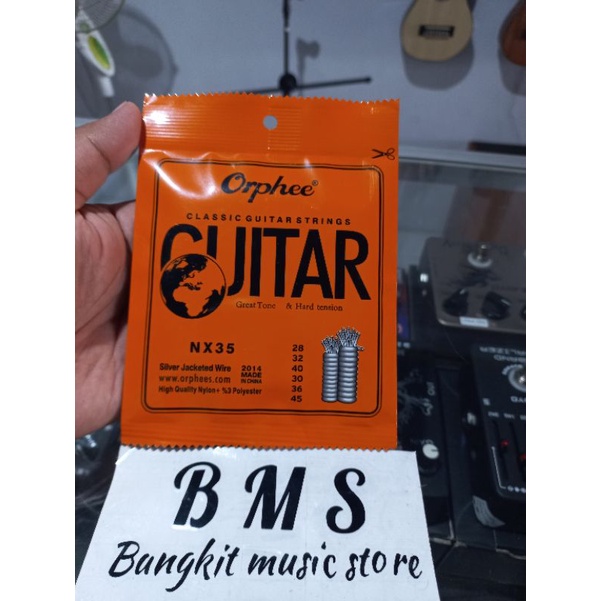 Orphee®
CLASSIC GUITAR STRINGS
GUITAR
Great Tone & Hard tension
NX35
Silver Jacketed Wire
www.orphees.com
High Quality Nylon+ %3 Polyester
2014
MADE
IN CHINA
28
32
40
30
36
45
BMS
Bangkit music store